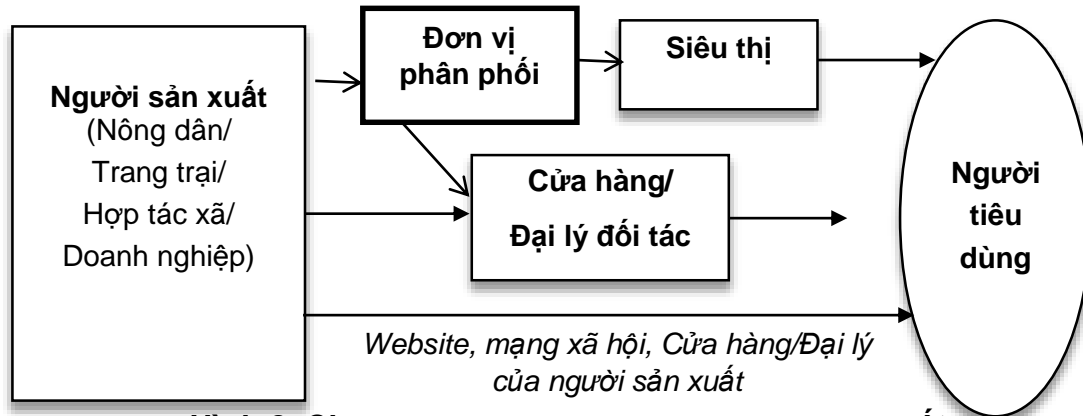 Người sản xuất
(Nông dân/
Trang trại/
Hợp tác xã/
Doanh nghiệp)
Đơn vị
phân phối
Siêu thị
Cửa hàng/
Đại lý đối tác
Người
tiêu
dùng
Website, mạng xã hội, Cửa hàng/Đại lý
của người sản xuất